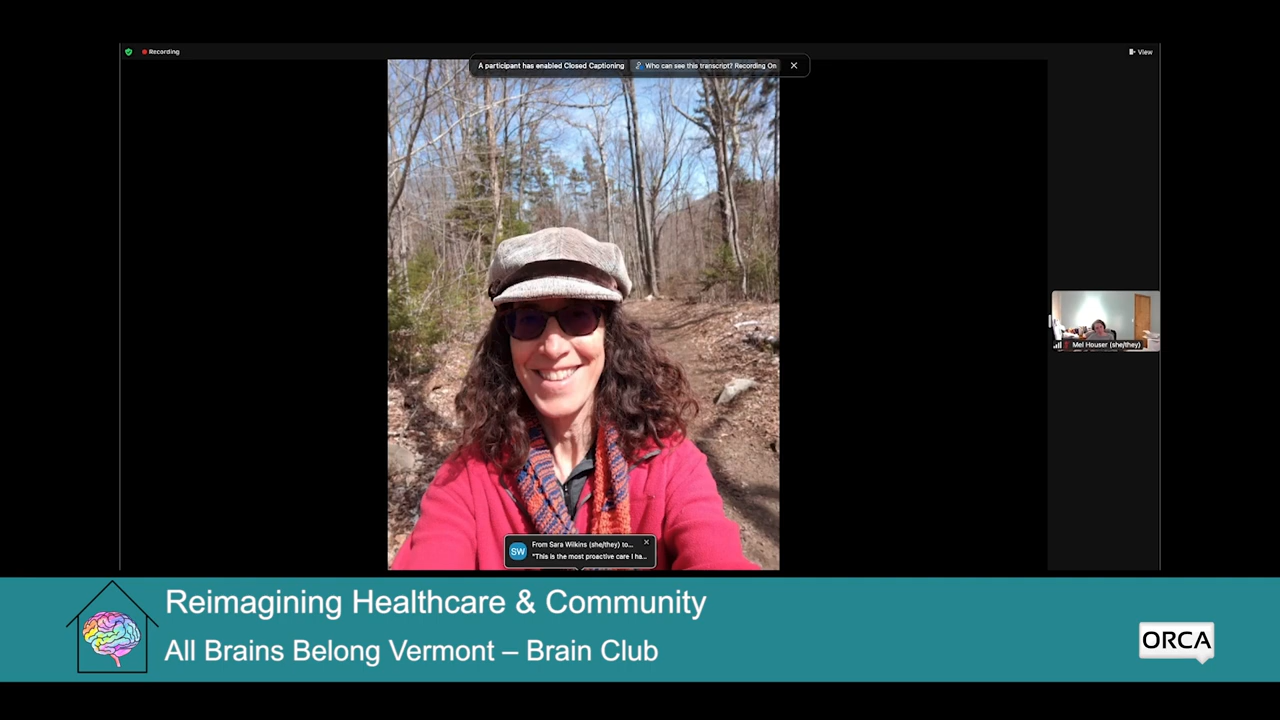 Recording
View
A participant has enabled Closed Captioning
Who can see this transcript? Recording On
Mel Houser (she/they)
SW
From Sara Wilkins (she/they) to...
"This is the most proactive care I ha...
Reimagining Healthcare & Community
All Brains Belong Vermont – Brain Club
ORCA